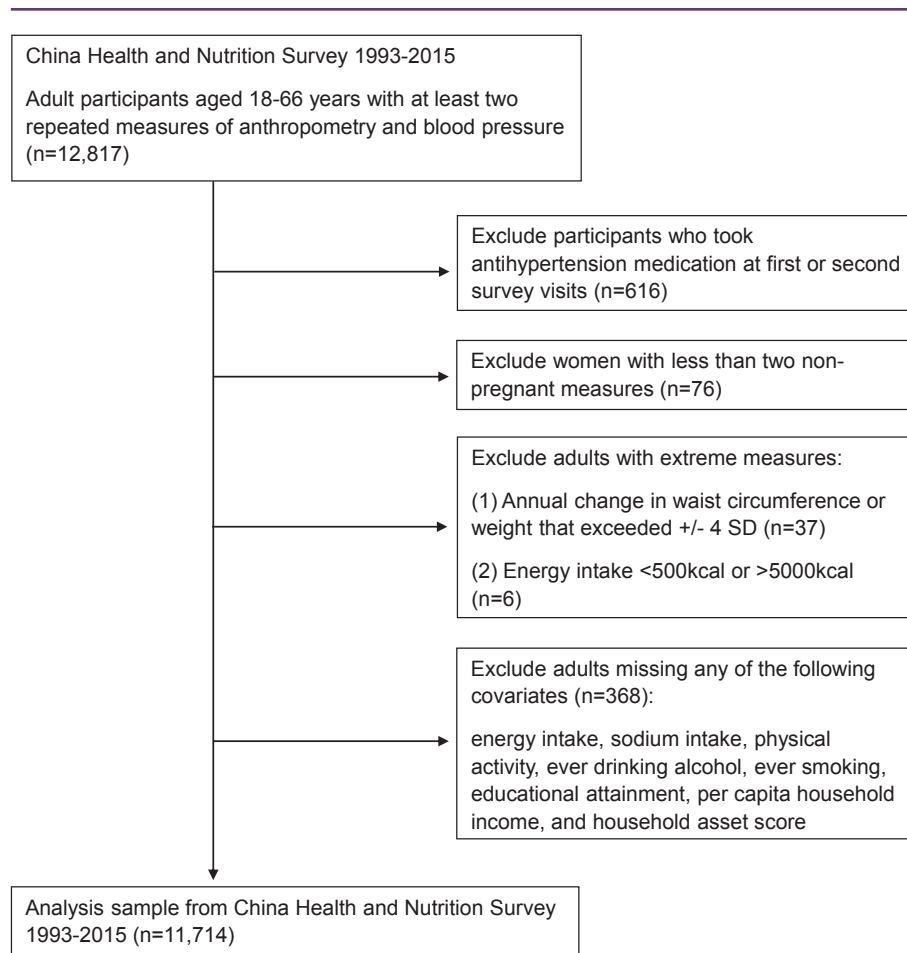 China Health and Nutrition Survey 1993-2015
Adult participants aged 18-66 years with at least two
repeated measures of anthropometry and blood pressure
(n=12,817)
Exclude participants who took
antihypertension medication at first or second
survey visits (n=616)
Exclude women with less than two non-
pregnant measures (n=76)
Exclude adults with extreme measures:
(1) Annual change in waist circumference or
weight that exceeded +/- 4 SD (n=37)
(2) Energy intake <500kcal or >5000kcal
(n=6)
Exclude adults missing any of the following
covariates (n=368):
energy intake, sodium intake, physical
activity, ever drinking alcohol, ever smoking,
educational attainment, per capita household
income, and household asset score
Analysis sample from China Health and Nutrition Survey
1993-2015 (n=11,714)